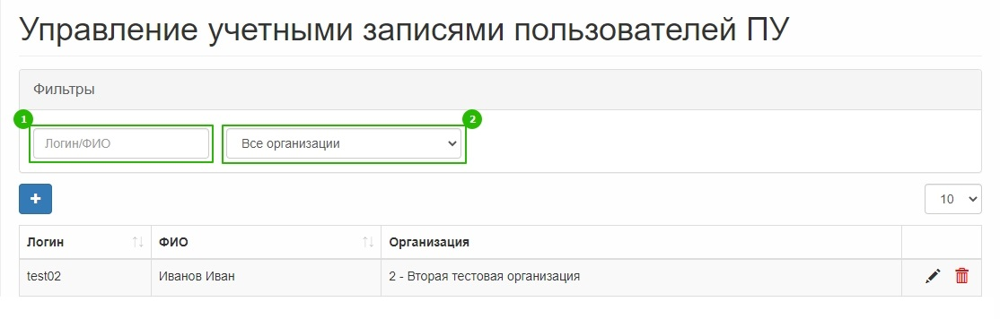 Управление учетными записями пользователей ПУ
Фильтры
1 2
Логин/ФИО Все организации
+ 10
Логин ФИО Организация
test02 Иванов Иван 2 - Вторая тестовая организация